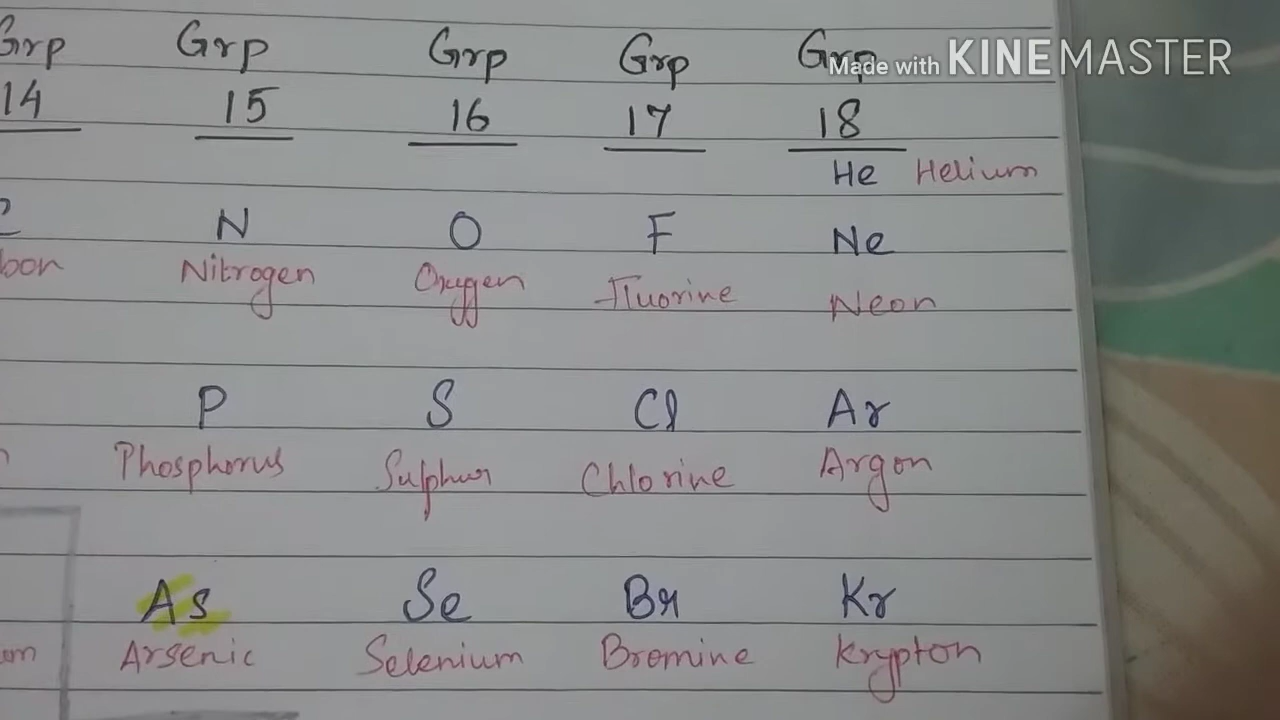 Grp Grp Grp Grp Grp
14 15 16 17 18
Made with KINEMASTER
He Helium
N O F Ne
Nitrogen Oxygen Fluorine Neon
P S Cl Ar
Phosphorus Sulphur Chlorine Argon
As Se Br Kr
Arsenic Selenium Bromine Krypton